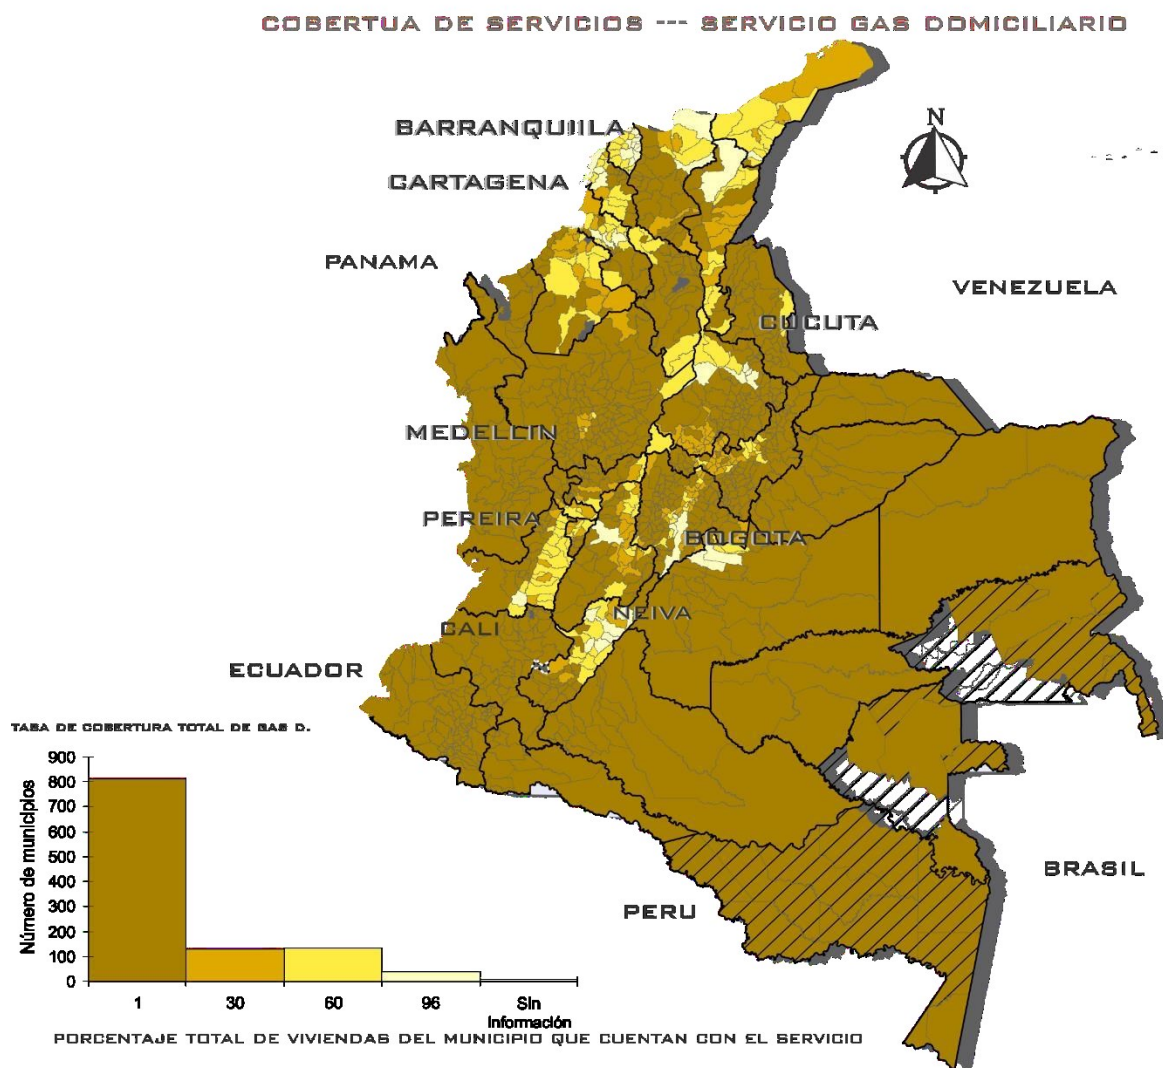 COBERTUA DE SERVICIOS --- SERVICIO GAS DOMICILIARIO
N
BARRANQUIILA
CARTAGENA
PANAMA
VENEZUELA
CUCUTA
MEDELCIN
PEREIRA
BOGOTA
NEIVA
CALI
ECUADOR
TASA DE COBERTURA TOTAL DE GAS D.
900
800
700
600
500
400
300
200
100
0
Número de municipios
1 30 60 96 Sin
Información
BRASIL
PERU
PORCENTAJE TOTAL DE VIVIENDAS DEL MUNICIPIO QUE CUENTAN CON EL SERVICIO